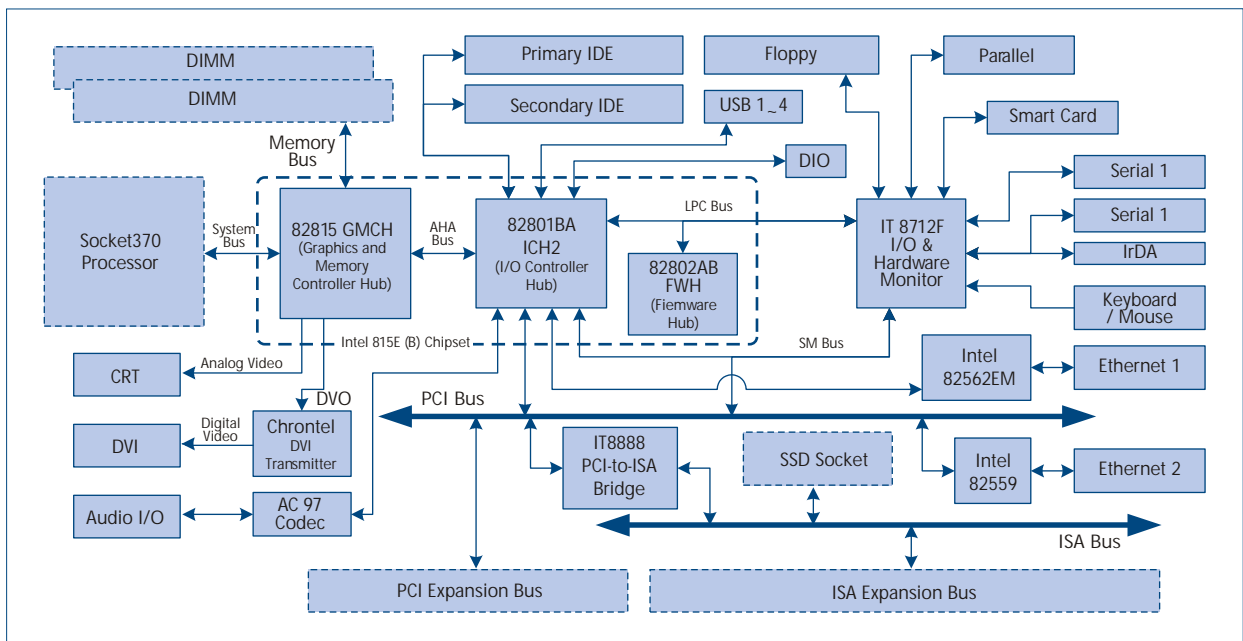 DIMM
DIMM
Primary IDE
Secondary IDE
Floppy
Parallel
USB 1~4
Smart Card
Memory
Bus
DIO
Serial 1
Serial 1
IrDA
Keyboard
/ Mouse
Socket370
Processor
System
Bus
82815 GMCH
(Graphics and
Memory
Controller Hub)
AHA
Bus
82801BA
ICH2
(I/O Controller
Hub)
LPC Bus
82802AB
FWH
(Fiemware
Hub)
IT 8712F
I/O &
Hardware
Monitor
Intel 815E (B) Chipset
SM Bus
Analog Video
CRT
DVO
PCI Bus
Intel
82562EM
Ethernet 1
Digital
Video
DVI
Chrontel
DVI
Transmitter
IT8888
PCI-to-ISA
Bridge
SSD Socket
Intel
82559
Ethernet 2
Audio I/O
AC 97
Codec
ISA Bus
PCI Expansion Bus
ISA Expansion Bus